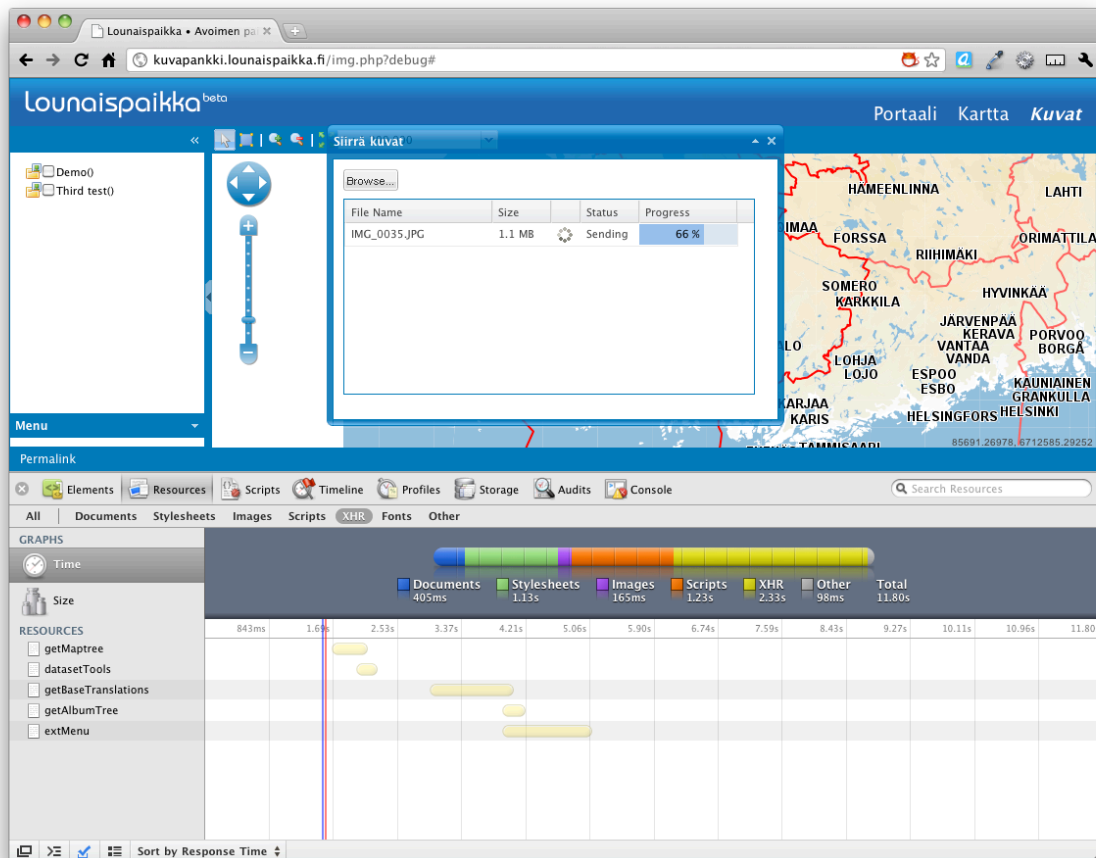 Lounaispaikka • Avoimen pa
kuvapankki.lounaispaikka.fi/img.php?debug#
Lounaispaikka beta
Portaali Kartta Kuvat
Siirrä kuvat
Demo()
Third test()
Browse...
File Name Size Status Progress
IMG_0035.JPG 1.1 MB Sending 66 %
HÄMEENLINNA
LAHTI
IMAA
FORSSA
ORIMATTILA
RIIHIMÄKI
SOMERO
KARKKILA
HYVINKÄÄ
JÄRVENPÄÄ
KERAVA
PORVOO
BORGÅ
LO
VANTAA
VANDA
LOHJA
LOJO
ESPOO
ESBO
KAUNIAINEN
GRANKULLA
KARJAA
KARIS
HELSINGFORS HELSINKI
TAMMISAARI
85691.26978, 6712585.29252
Menu
Permalink
Elements Resources Scripts Timeline Profiles Storage Audits Console Search Resources
All Documents Stylesheets Images Scripts XHR Fonts Other
GRAPHS
Time
Size
Documents Stylesheets Images Scripts XHR Other Total
405ms 1.13s 165ms 1.23s 2.33s 98ms 11.80s
RESOURCES
843ms 1.69s 2.53s 3.37s 4.21s 5.06s 5.90s 6.74s 7.59s 8.43s 9.27s 10.11s 10.96s 11.80
getMaptree
datasetTools
getBaseTranslations
getAlbumTree
extMenu
Sort by Response Time